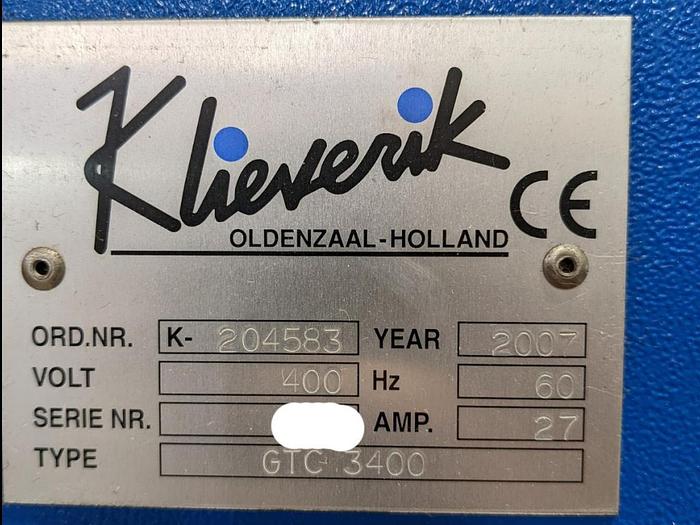 Klieverik
OLDENZAAL-HOLLAND CE
ORD.NR. K- 204583 YEAR 2007
VOLT 400 Hz 60
SERIE NR. AMP. 27
TYPE GTC 3400